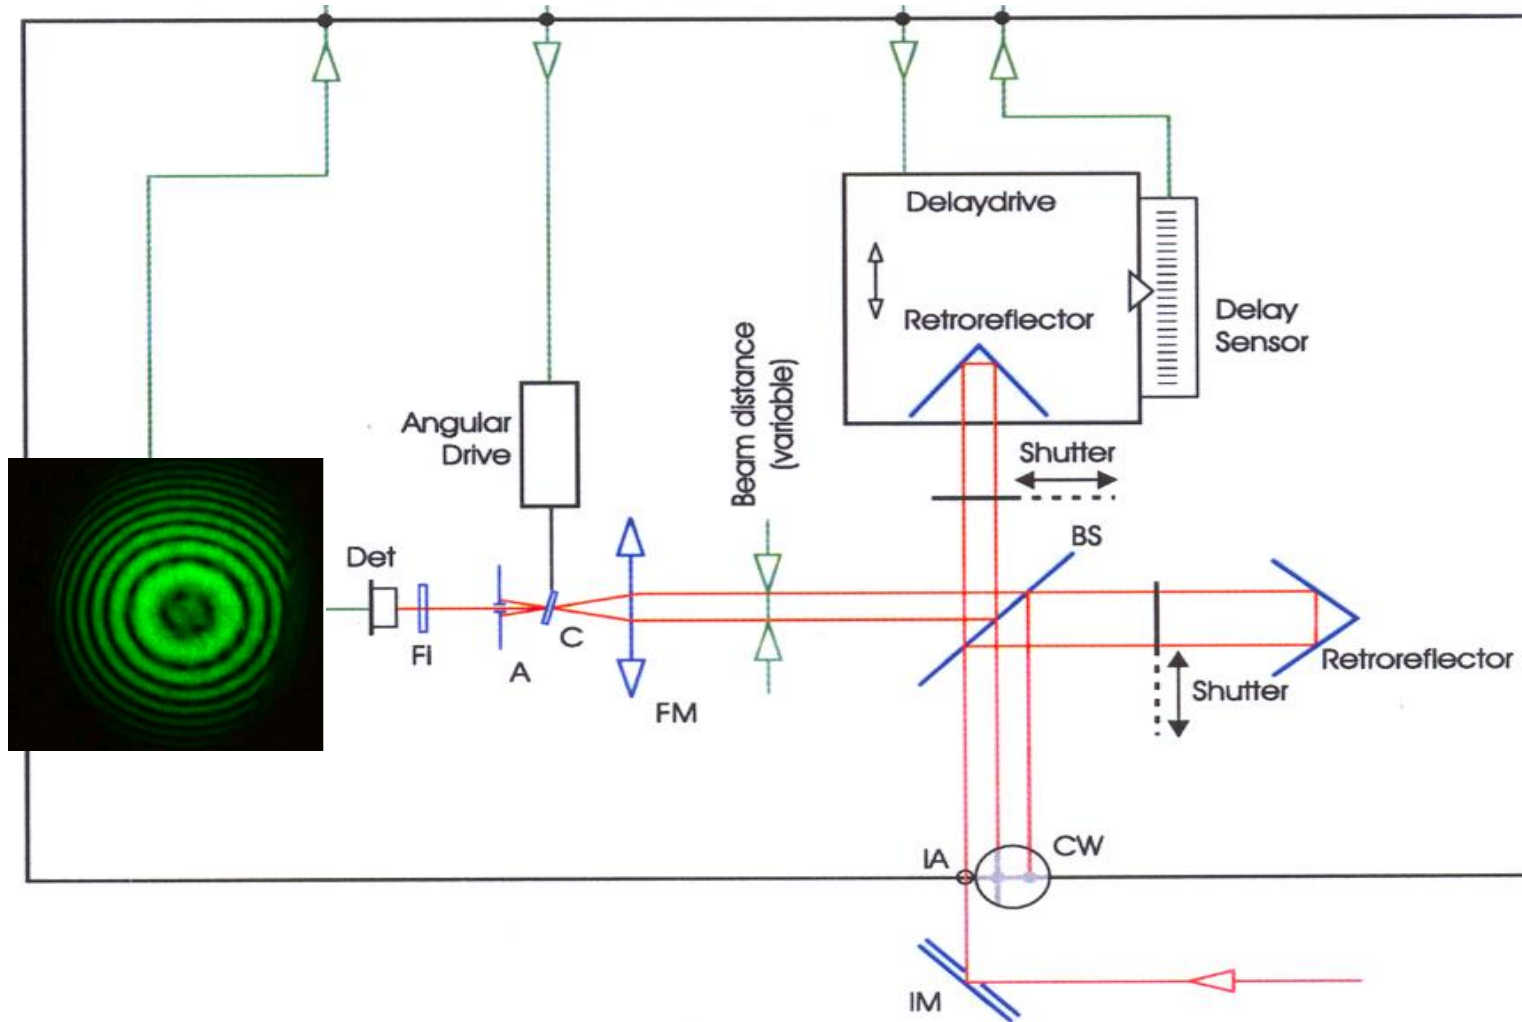 Delaydrive
Retroreflector
Delay
Sensor
Beam distance
(variable)
Angular
Drive
Shutter
BS
Det
Fi
A
C
FM
Retroreflector
Shutter
IA
CW
IM